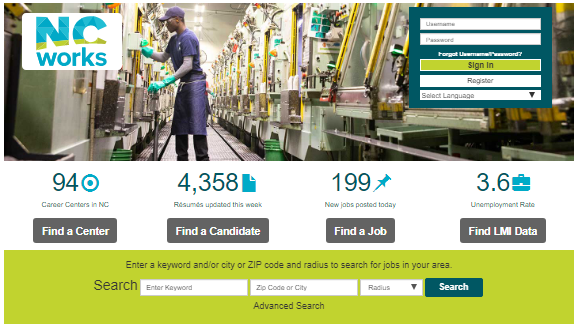 NC
works
Username
Password
Forgot Username/Password?
Sign In
Register
Select Language
94
4,358
199
3.6
Career Centers in NC
Résumés updated this week
New jobs posted today
Unemployment Rate
Find a Center
Find a Candidate
Find a Job
Find LMI Data
Enter a keyword and/or city or ZIP code and radius to search for jobs in your area.
Search Enter Keyword Zip Code or City Radius Search
Advanced Search